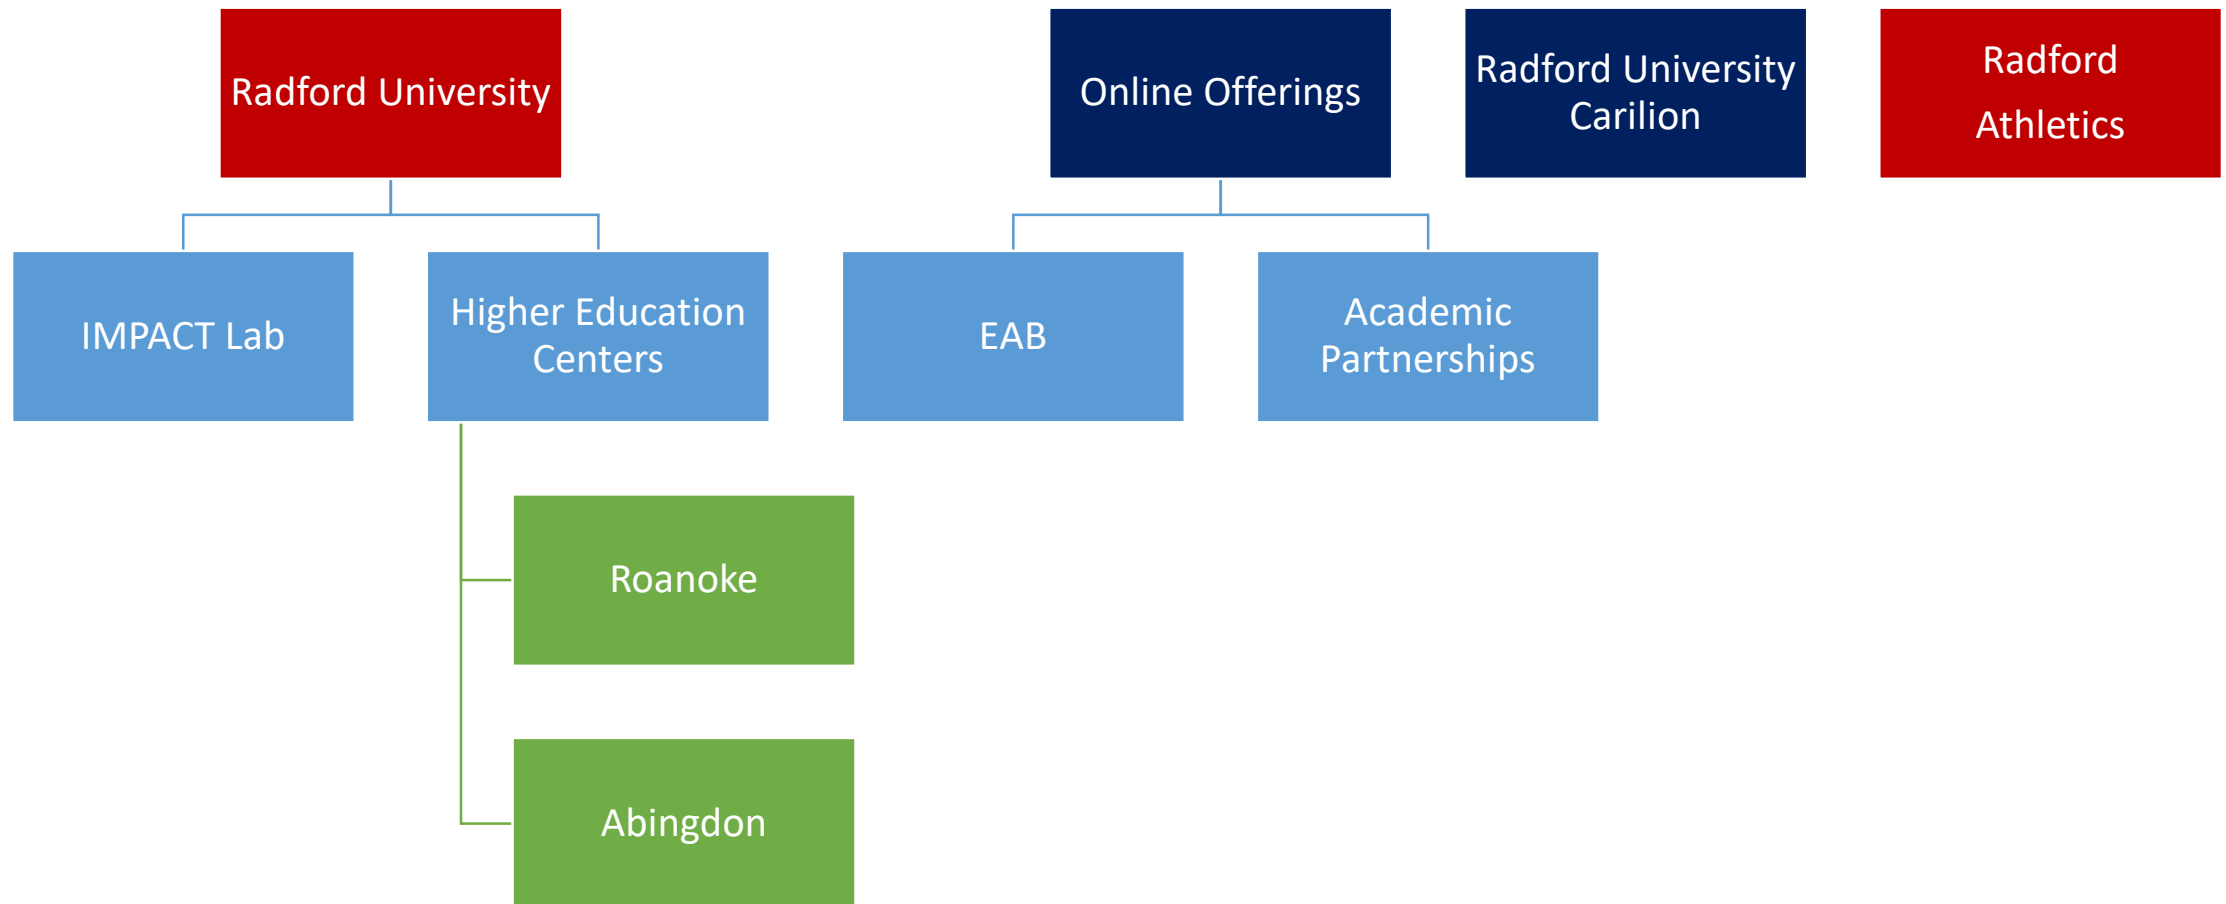 Radford University
Online Offerings
Radford University
Carilion
Radford
Athletics
IMPACT Lab
Higher Education
Centers
EAB
Academic
Partnerships
Roanoke
Abingdon